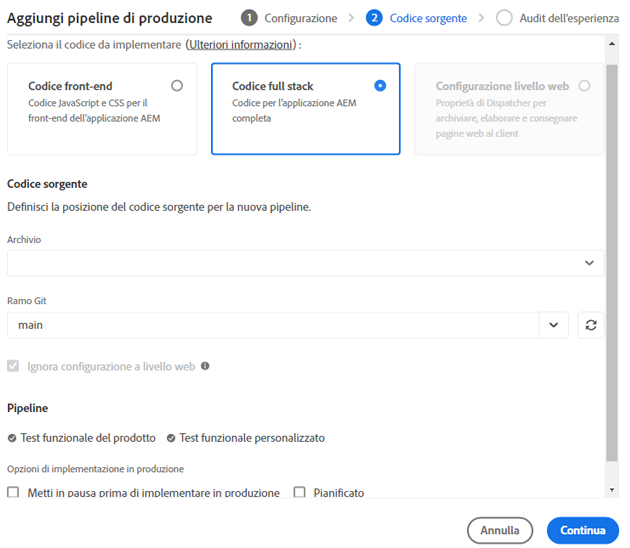 Aggiungi pipeline di produzione 1 Configurazione 2 Codice sorgente Audit dell'esperienza
Seleziona il codice da implementare (Ulteriori informazioni) :
Codice front-end
Codice JavaScript e CSS per il
front-end dell'applicazione AEM
Codice full stack
Codice per l'applicazione AEM
completa
Configurazione livello web
Proprietà di Dispatcher per
archiviare, elaborare e consegnare
pagine web al client
Codice sorgente
Definisci la posizione del codice sorgente per la nuova pipeline.
Archivio
Ramo Git
main
Ignora configurazione a livello web
Pipeline
Test funzionale del prodotto Test funzionale personalizzato
Opzioni di implementazione in produzione
Metti in pausa prima di implementare in produzione Pianificato
Annulla Continua